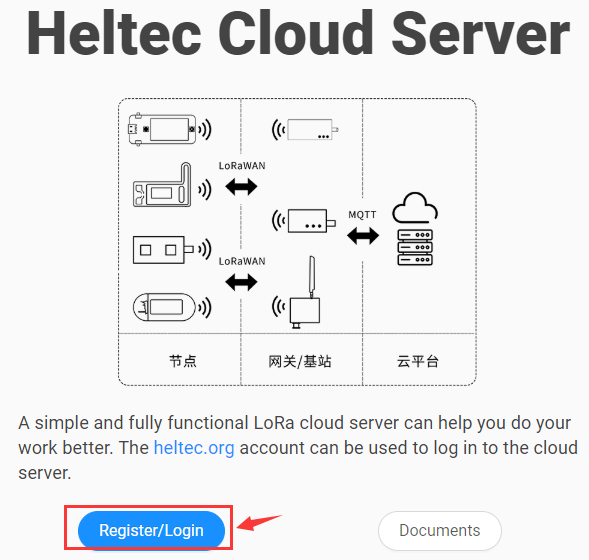 Heltec Cloud Server
LoRaWAN
MQTT
LoRaWAN
节点 网关/基站 云平台
A simple and fully functional LoRa cloud server can help you do your
work better. The heltec.org account can be used to log in to the cloud
server.
Register/Login Documents